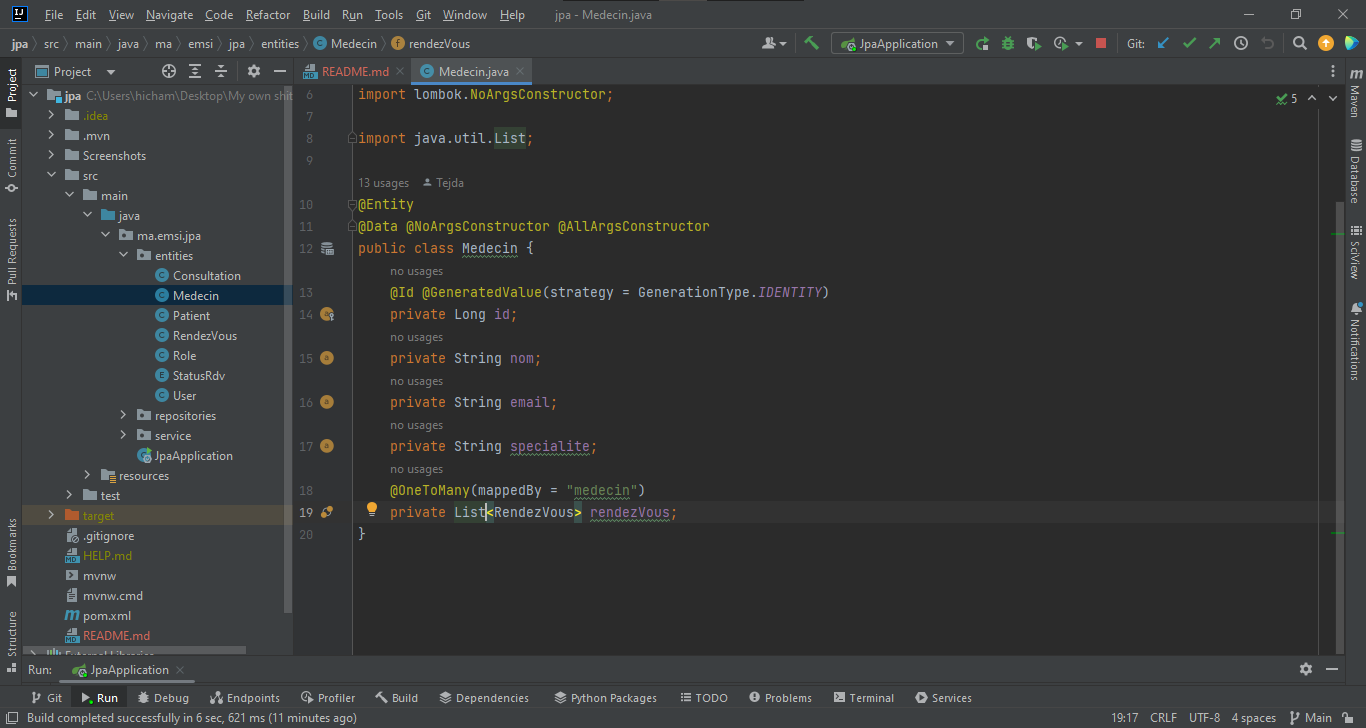 File Edit View Navigate Code Refactor Build Run Tools Git Window Help jpa - Medecin.java
jpa src main java ma emsi jpa entities Medecin rendezVous JpaApplication Git:
Project README.md Medecin.java
jpa C:\Users\hicham\Desktop\My own shit
.idea
.mvn
Screenshots
src
main
java
ma.emsi.jpa
entities
Consultation
Medecin
Patient
RendezVous
Role
StatusRdv
User
repositories
service
JpaApplication
resources
test
target
.gitignore
HELP.md
mvnw
mvnw.cmd
pom.xml
README.md
External Libraries
Project
Commit
Pull Requests
Bookmarks
Structure
6 import lombok.NoArgsConstructor;
7
8 import java.util.List;
9
13 usages Tejda
10 @Entity
11 @Data @NoArgsConstructor @AllArgsConstructor
12 public class Medecin {
no usages
13 @Id @GeneratedValue(strategy = GenerationType.IDENTITY)
14 private Long id;
no usages
15 private String nom;
no usages
16 private String email;
no usages
17 private String specialite;
no usages
18 @OneToMany(mappedBy = "medecin")
19 private List<RendezVous> rendezVous;
20 }
5
Maven
Database
SciView
Notifications
Run: JpaApplication
Git Run Debug Endpoints Profiler Build Dependencies Python Packages TODO Problems Terminal Services
Build completed successfully in 6 sec, 621 ms (11 minutes ago) 19:17 CRLF UTF-8 4 spaces Main